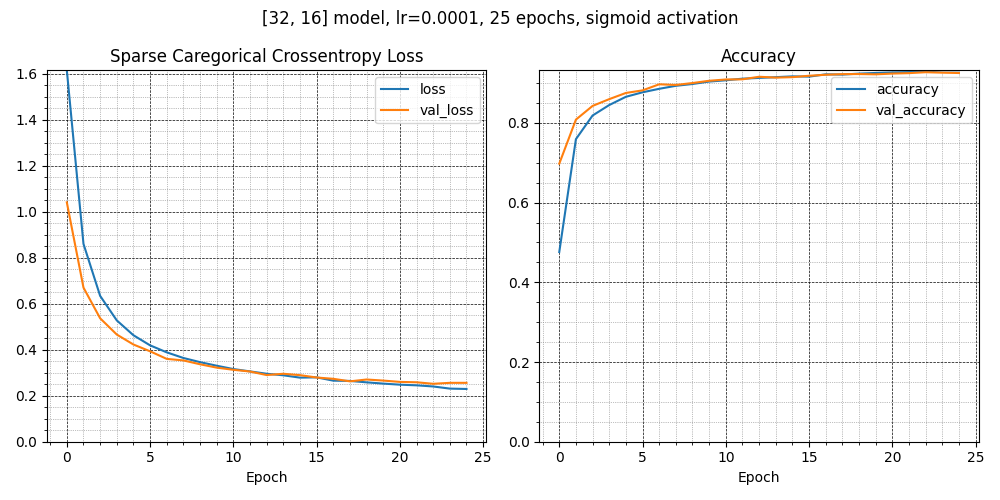 [32, 16] model, lr=0.0001, 25 epochs, sigmoid activation
Sparse Caregorical Crossentropy Loss
1.6
1.4
1.2
1.0
0.8
0.6
0.4
0.2
0.0
loss
val_loss
0 5 10 15 20 25
Epoch
Accuracy
0.8
0.6
0.4
0.2
0.0
accuracy
val_accuracy
0 5 10 15 20 25
Epoch